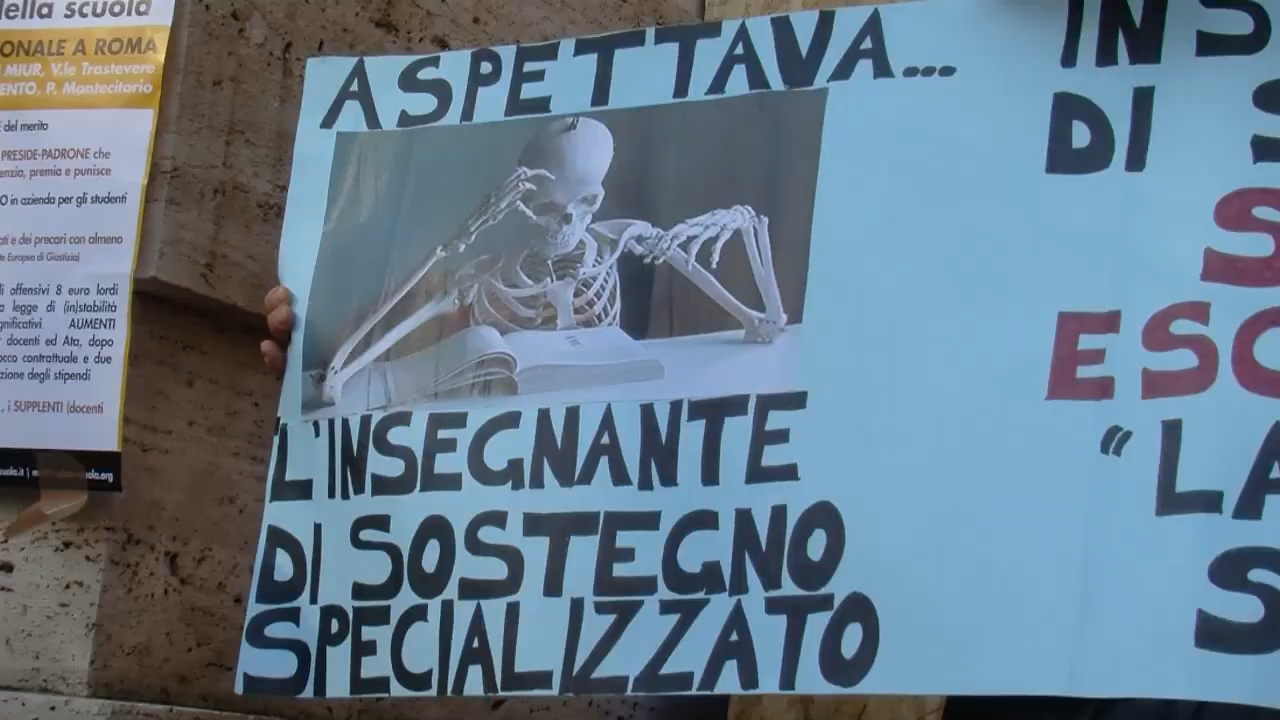 della scuola
ONALE A ROMA
MIUR, V.le Trastevere
ENTO, P. Montecitorio
del merito
PRESIDE-PADRONE che
enzia, premia e punisce
O in azienda per gli studenti
ati e dei precari con almeno
te Europea di Giustizia)
li offensivi 8 euro lordi
a legge di (in)stabilità
gnificativi AUMENTI
docenti ed Ata, dopo
occo contrattuale e due
zione degli stipendi
, i SUPPLENTI (docenti
ASPETTAVA...
L'INSEGNANTE
DI SOSTEGNO
SPECIALIZZATO
INS
DI S
S
ESC
"LA
S